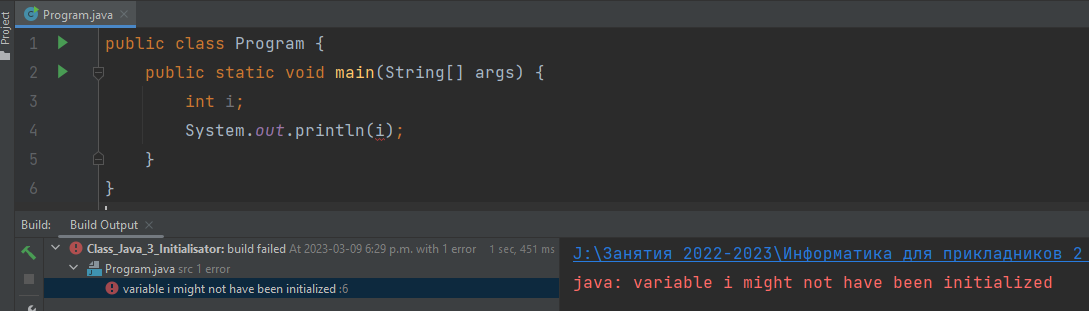 Project
Program.java
1 public class Program {
2 public static void main(String[] args) {
3 int i;
4 System.out.println(i);
5 }
6 }
Build: Build Output
Class_Java_3_Initialisator: build failed At 2023-03-09 6:29 p.m. with 1 error 1 sec, 451 ms
Program.java src 1 error
variable i might not have been initialized :6
J:\Занятия 2022-2023\Информатика для прикладников 2
java: variable i might not have been initialized